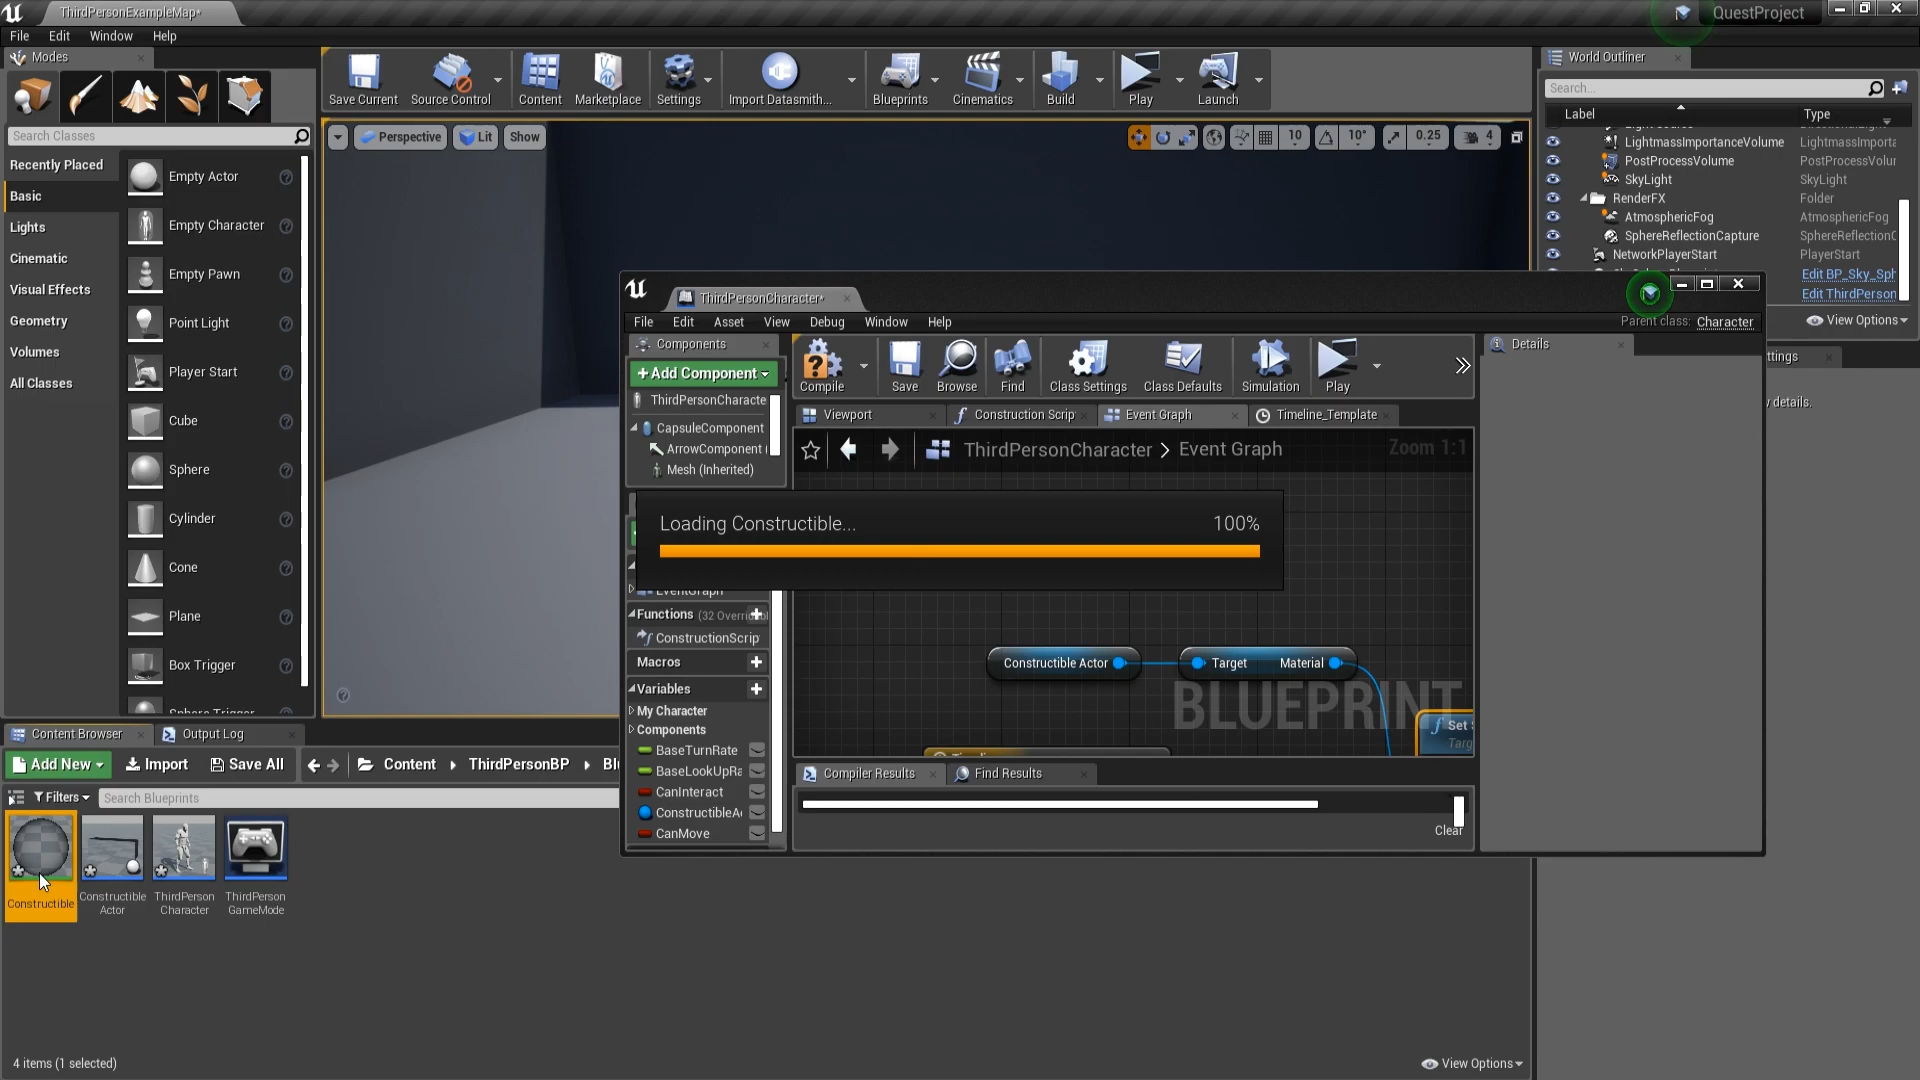 ThirdPersonExampleMap*
QuestProject
File Edit Window Help
Modes
Search Classes
Recently Placed
Basic
Lights
Cinematic
Visual Effects
Geometry
Volumes
All Classes
Empty Actor
Empty Character
Empty Pawn
Point Light
Player Start
Cube
Sphere
Cylinder
Cone
Plane
Box Trigger
Sphere Trigger
Save Current
Source Control
Content
Marketplace
Settings
Import Datasmith...
Blueprints
Cinematics
Build
Play
Launch
Perspective
Lit
Show
10
10°
0.25
4
World Outliner
Search...
Label Type
LightmassImportanceVolume Lightmass​Importa
PostProcessVolume PostProcessVolur
SkyLight SkyLight
RenderFX Folder
AtmosphericFog AtmosphericFog
SphereReflectionCapture SphereReflectionC
NetworkPlayerStart PlayerStart
Edit BP_Sky_Sph
Edit ThirdPerson
View Options
ttings
details.
ThirdPersonCharacter*
File Edit Asset View Debug Window Help
Parent class: Character
Components
+Add Component
ThirdPersonCharacte
CapsuleComponent
ArrowComponent (
Mesh (Inherited)
Compile
Save
Browse
Find
Class Settings
Class Defaults
Simulation
Play
Details
Viewport
Construction Scrip
Event Graph
Timeline_Template
ThirdPersonCharacter > Event Graph
Zoom 1:1
Loading Constructible... 100%
EventGraph
Functions (32 Overri
ConstructionScrip
Macros
Variables
My Character
Components
BaseTurnRate
BaseLookUpRa
CanInteract
ConstructibleA
CanMove
Constructible Actor
Target Material
BLUEPRINT
Set
Targ
Timeline
Compiler Results
Find Results
Clear
Content Browser
Output Log
Add New
Import
Save All
Content
ThirdPersonBP
Bl
Filters
Search Blueprints
Constructible
Constructible
Actor
ThirdPerson
Character
ThirdPerson
GameMode
4 items (1 selected)
View Options